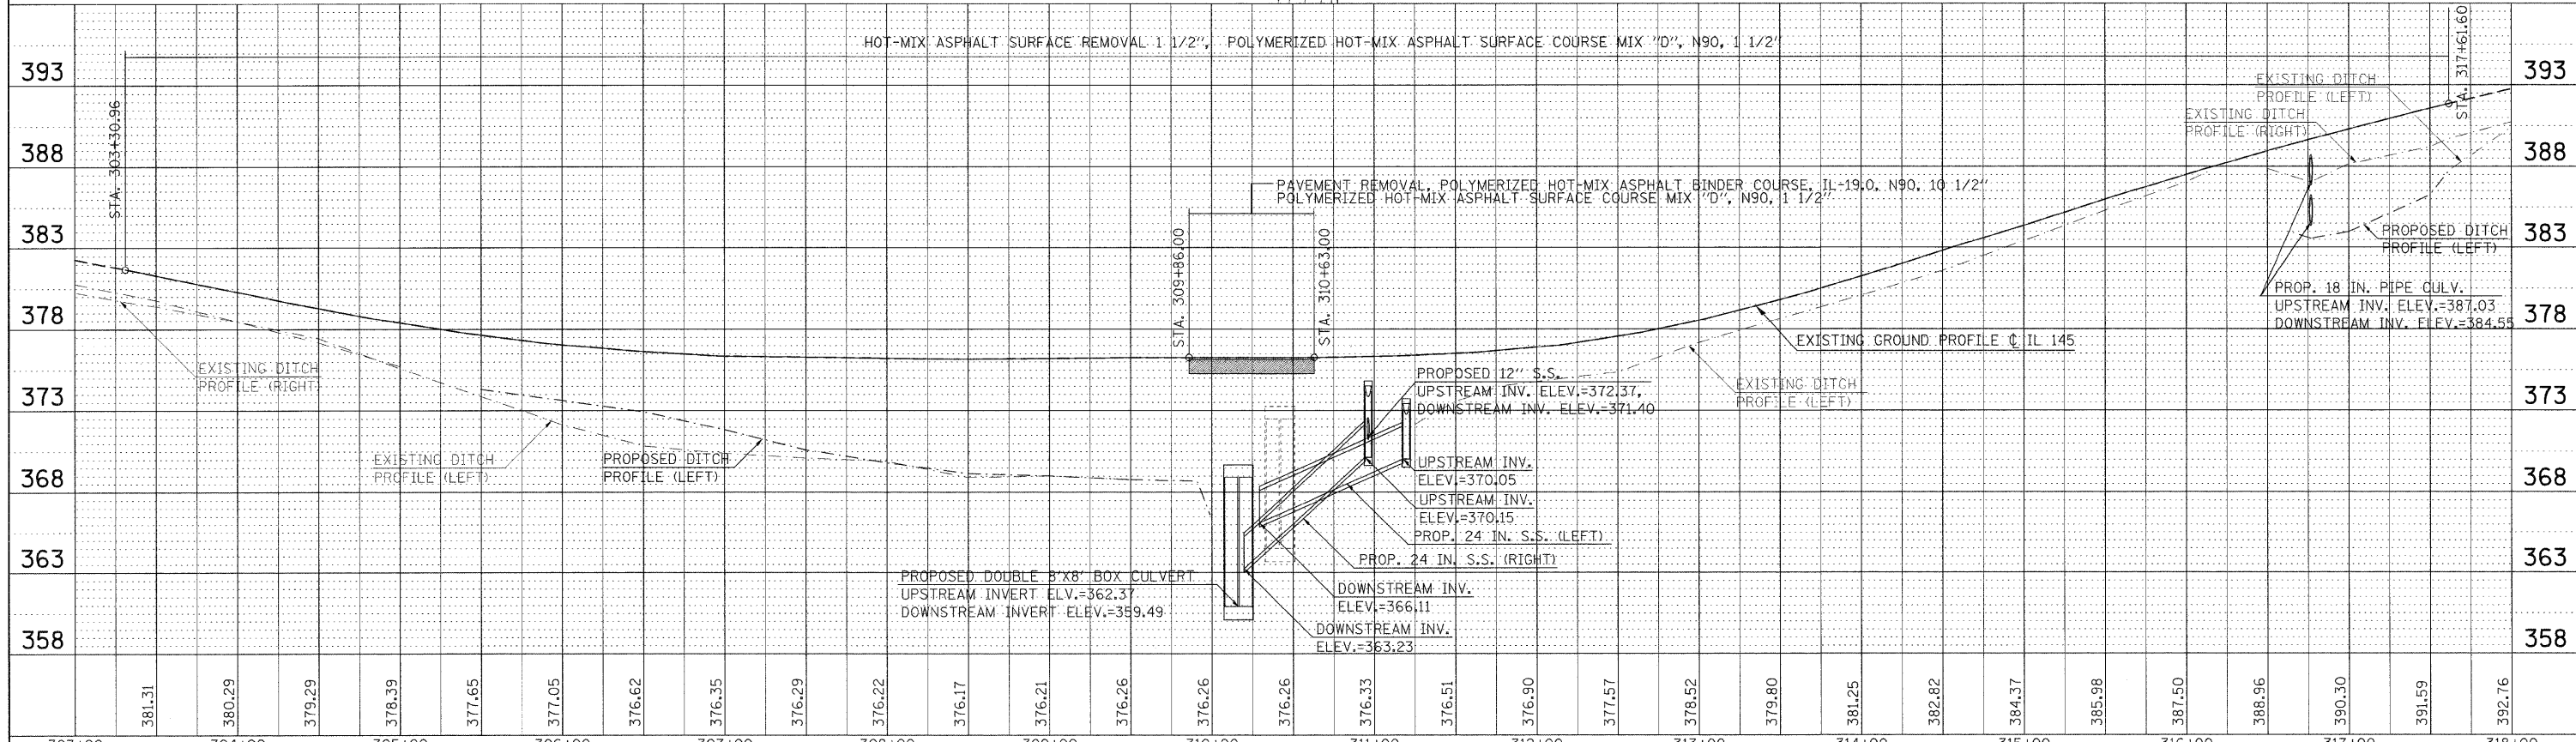 HOT-MIX ASPHALT SURFACE REMOVAL 1 1/2", POLYMERIZED HOT-MIX ASPHALT SURFACE COURSE MIX "D", N90, 1 1/2"
STA. 303+30.96
STA. 317+61.60
393
393
EXISTING DITCH
PROFILE (LEFT)
EXISTING DITCH
PROFILE (RIGHT)
388
388
PAVEMENT REMOVAL, POLYMERIZED HOT-MIX ASPHALT BINDER COURSE, IL-19.0, N90, 10 1/2"
POLYMERIZED HOT-MIX ASPHALT SURFACE COURSE MIX "D", N90, 1 1/2"
383
383
STA. 309+86.00
STA. 310+63.00
PROPOSED DITCH
PROFILE (LEFT)
PROP. 18 IN. PIPE CULV.
UPSTREAM INV. ELEV.=387.03
DOWNSTREAM INV. ELEV.=384.55
378
378
EXISTING GROUND PROFILE ℄ IL 145
EXISTING DITCH
PROFILE (RIGHT)
PROPOSED 12" S.S.
UPSTREAM INV. ELEV.=372.37,
DOWNSTREAM INV. ELEV.=371.40
EXISTING DITCH
PROFILE (LEFT)
373
373
EXISTING DITCH
PROFILE (LEFT)
PROPOSED DITCH
PROFILE (LEFT)
UPSTREAM INV.
ELEV.=370.05
368
368
UPSTREAM INV.
ELEV.=370.15
PROP. 24 IN. S.S. (LEFT)
PROP. 24 IN. S.S. (RIGHT)
363
363
PROPOSED DOUBLE 8'X8' BOX CULVERT
UPSTREAM INVERT ELV.=362.37
DOWNSTREAM INVERT ELEV.=359.49
DOWNSTREAM INV.
ELEV.=366.11
DOWNSTREAM INV.
ELEV.=363.23
358
358
381.31
380.29
379.29
378.39
377.65
377.05
376.62
376.35
376.29
376.22
376.17
376.21
376.26
376.26
376.26
376.33
376.51
376.90
377.57
378.52
379.80
381.25
382.82
384.37
385.98
387.50
388.96
390.30
391.59
392.76